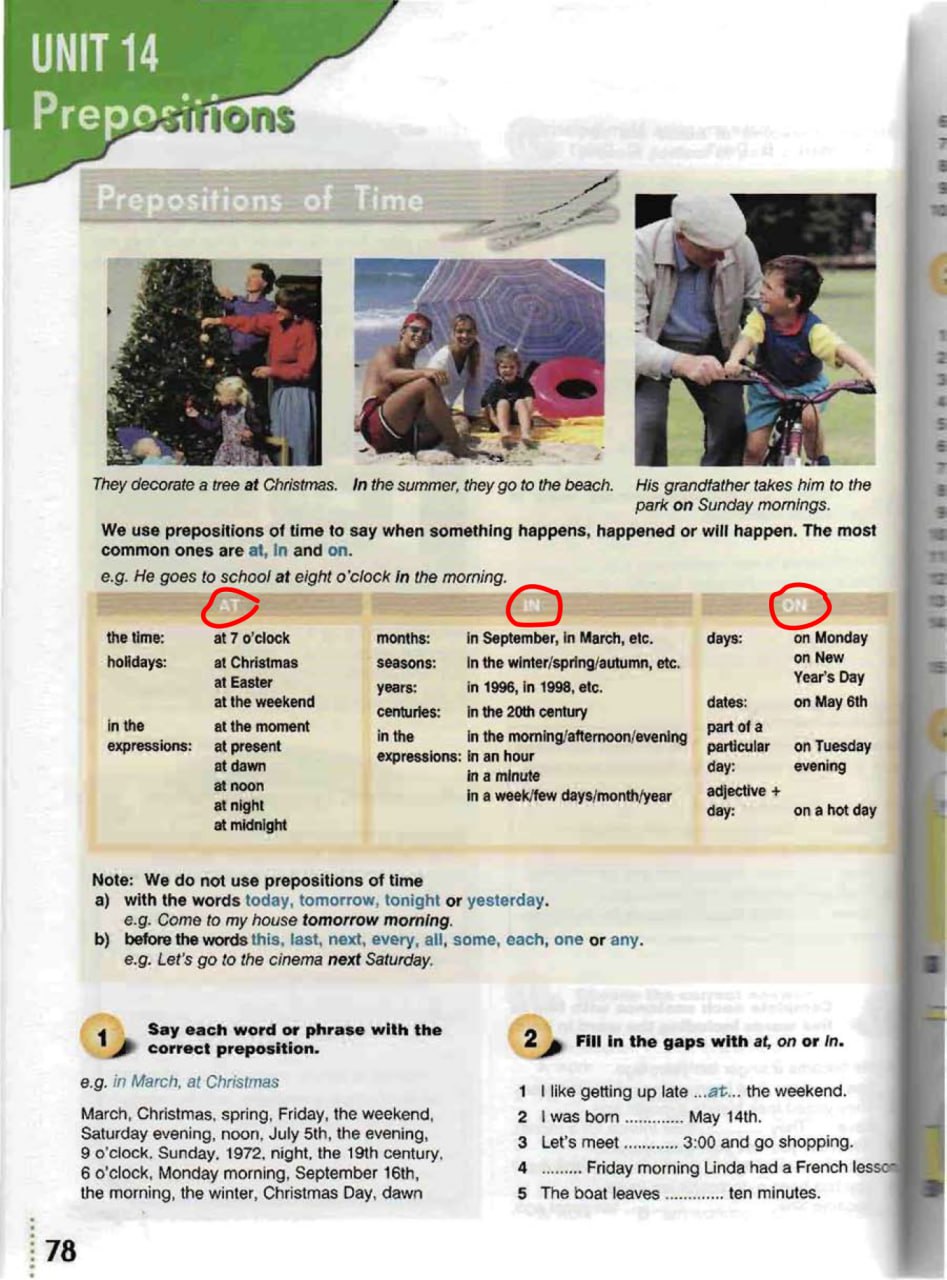 UNIT 14
Prepositions
Prepositions of Time
They decorate a tree at Christmas.
In the summer, they go to the beach.
His grandfather takes him to the
park on Sunday mornings.
We use prepositions of time to say when something happens, happened or will happen. The most
common ones are at, in and on.
e.g. He goes to school at eight o'clock in the morning.
AT
the time: at 7 o'clock
holidays: at Christmas
at Easter
at the weekend
in the at the moment
expressions: at present
at dawn
at noon
at night
at midnight
IN
months: in September, in March, etc.
seasons: in the winter/spring/autumn, etc.
years: in 1996, in 1998, etc.
centuries: in the 20th century
in the in the morning/afternoon/evening
expressions: in an hour
in a minute
in a week/few days/month/year
ON
days: on Monday
on New
Year's Day
dates: on May 6th
part of a
particular on Tuesday
day: evening
adjective +
day: on a hot day
Note: We do not use prepositions of time
a) with the words today, tomorrow, tonight or yesterday.
e.g. Come to my house tomorrow morning.
b) before the words this, last, next, every, all, some, each, one or any.
e.g. Let's go to the cinema next Saturday.
1 Say each word or phrase with the
correct preposition.
e.g. in March, at Christmas
March, Christmas, spring, Friday, the weekend,
Saturday evening, noon, July 5th, the evening,
9 o'clock, Sunday, 1972, night, the 19th century,
6 o'clock, Monday morning, September 16th,
the morning, the winter, Christmas Day, dawn
2 Fill in the gaps with at, on or in.
1 I like getting up late ...at... the weekend.
2 I was born ............. May 14th.
3 Let's meet ............ 3:00 and go shopping.
4 ......... Friday morning Linda had a French lesson
5 The boat leaves ............. ten minutes.
78